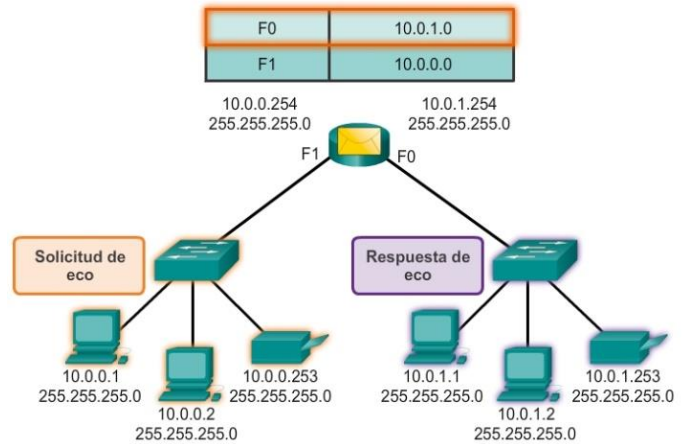 F0 10.0.1.0
F1 10.0.0.0
10.0.0.254 10.0.1.254
255.255.255.0 255.255.255.0
F1 F0
Solicitud de
eco
Respuesta de
eco
10.0.0.1 10.0.0.253 10.0.1.1 10.0.1.253
255.255.255.0 255.255.255.0 255.255.255.0 255.255.255.0
10.0.0.2 10.0.1.2
255.255.255.0 255.255.255.0